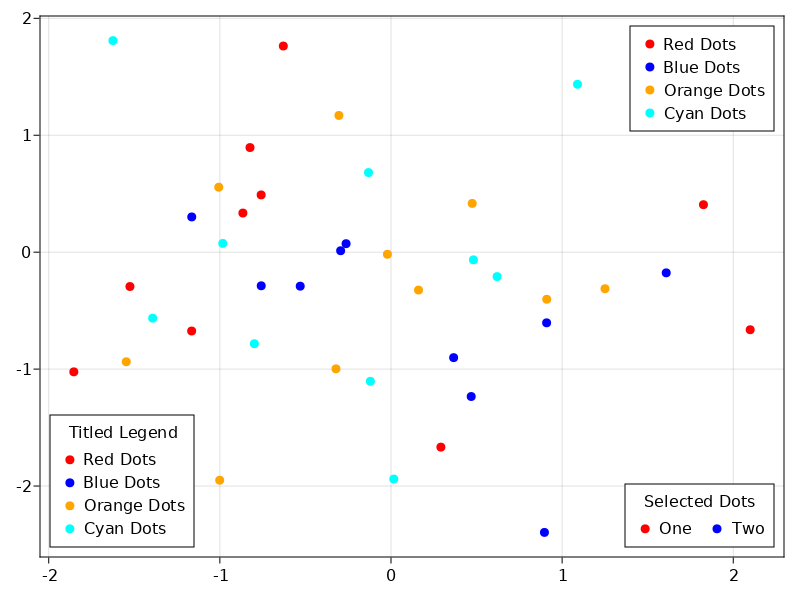 2
1
0
-1
-2
-2 -1 0 1 2
Red Dots
Blue Dots
Orange Dots
Cyan Dots
Titled Legend
Red Dots
Blue Dots
Orange Dots
Cyan Dots
Selected Dots
One Two